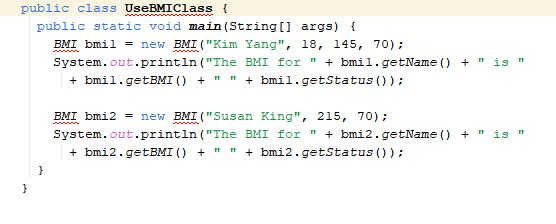 public class UseBMIClass {
  public static void main(String[] args) {
    BMI bmi1 = new BMI("Kim Yang", 18, 145, 70);
    System.out.println("The BMI for " + bmi1.getName() + " is "
      + bmi1.getBMI() + " " + bmi1.getStatus());

    BMI bmi2 = new BMI("Susan King", 215, 70);
    System.out.println("The BMI for " + bmi2.getName() + " is "
      + bmi2.getBMI() + " " + bmi2.getStatus());
  }
}